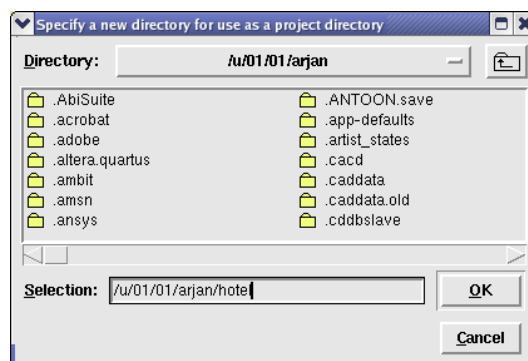 Specify a new directory for use as a project directory
Directory: /u/01/01/arjan
.AbiSuite .ANTOON.save
.acrobat .app-defaults
.adobe .artist_states
.altera.quartus .cacd
.ambit .caddata
.amsn .caddata.old
.ansys .cddbslave
Selection: /u/01/01/arjan/hotel OK
Cancel